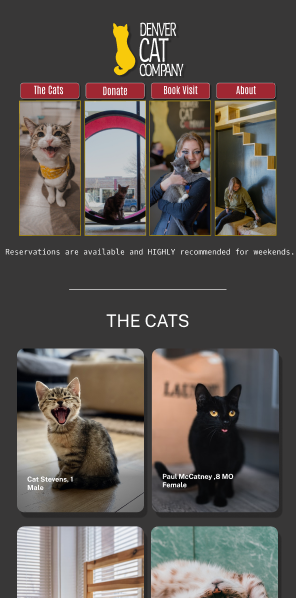 DENVER
CAT
COMPANY
The Cats
Donate
Book Visit
About
Reservations are available and HIGHLY recommended for weekends.
THE CATS
Cat Stevens, 1
Male
Paul McCatney ,8 MO
Female